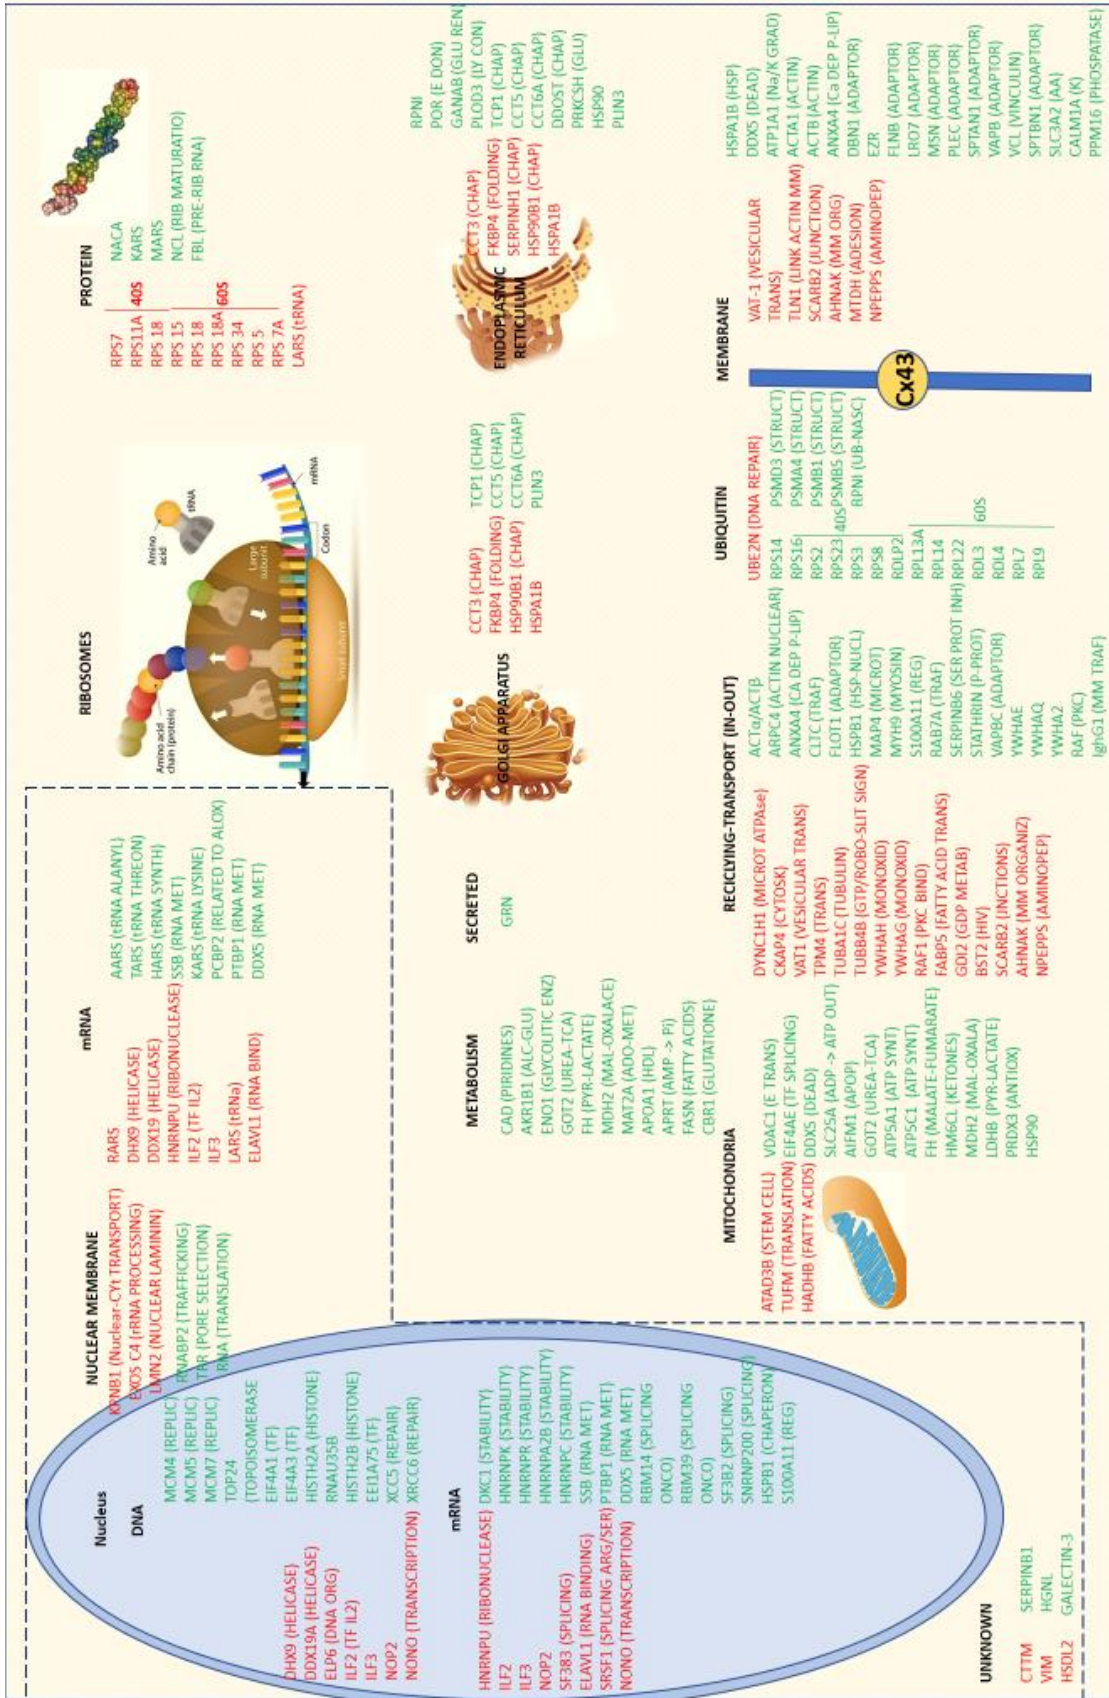 Nucleus
DNA
DHX9 (HELICASE)
DDX19A (HELICASE)
ELP6 (DNA ORG)
ILF2 (TF IL2)
ILF3
NOP2
NONO (TRANSCRIPTION)
MCM4 (REPLIC)
MCM5 (REPLIC)
MCM7 (REPLIC)
TOP24
(TOPOISOMERASE
EIF4A1 (TF)
EIF4A3 (TF)
HISTH2A (HISTONE)
RNAU35B
HISTH2B (HISTONE)
EE1A75 (TF)
XCC5 (REPAIR)
XRCC6 (REPAIR)
mRNA
HNRNPU (RIBONUCLEASE)
ILF2
ILF3
NOP2
SF383 (SPLICING)
ELAVL1 (RNA BINDING)
SRSF1 (SPLICING ARG/SER)
NONO (TRANSCRIPTION)
DKC1 (STABILITY)
HNRNPK (STABILITY)
HNRNPR (STABILITY)
HNRNPA2B (STABILITY)
HNRNPC (STABILITY)
SSB (RNA MET)
PTBP1 (RNA MET)
DDX5 (RNA MET)
RBM14 (SPLICING
ONCO)
RBM39 (SPLICING
ONCO)
SF3B2 (SPLICING)
SNRNP200 (SPLICING)
HSPB1 (CHAPERON)
S100A11 (REG)
UNKNOWN
CTTM
VIM
HSDL2
SERPINB1
HGNL
GALECTIN-3
NUCLEAR MEMBRANE
KPNB1 (Nuclear-CYt TRANSPORT)
EXOS C4 (rRNA PROCESSING)
LMN2 (NUCLEAR LAMININ)
RNABP2 (TRAFFICKING)
TPR (PORE SELECTION)
RNA (TRANSLATION)
mRNA
RARS
DHX9 (HELICASE)
DDX19 (HELICASE)
HNRNPU (RIBONUCLEASE)
ILF2 (TF IL2)
ILF3
LARS (tRNa)
ELAVL1 (RNA BIND)
AARS (tRNA ALANYL)
TARS (tRNA THREON)
HARS (tRNA SYNTH)
SSB (RNA MET)
KARS (tRNA LYSINE)
PCBP2 (RELATED TO ALOX)
PTBP1 (RNA MET)
DDX5 (RNA MET)
RIBOSOMES
Amino acid
chain (protein)
Amino
acid
tRNA
Large
subunit
Small subunit
Codon
mRNA
PROTEIN
RPS7
RPS11A
RPS 18
RPS 15
RPS 18
RPS 18A
RPS 34
RPS 5
RPS 7A
LARS (tRNA)
40S
60S
NACA
KARS
MARS
NCL (RIB MATURATIO)
FBL (PRE-RIB RNA)
METABOLISM
CAD (PIRIDINES)
AKR1B1 (ALC-GLU)
ENO1 (GLYCOLITIC ENZ)
GOT2 (UREA-TCA)
FH (PYR-LACTATE)
MDH2 (MAL-OXALACE)
MAT2A (ADO-MET)
APOA1 (HDL)
APRT (AMP -> Pi)
FASN (FATTY ACIDS)
CBR1 (GLUTATIONE)
SECRETED
GRN
GOLGI APPARATUS
CCT3 (CHAP)
FKBP4 (FOLDING)
HSP90B1 (CHAP)
HSPA1B
TCP1 (CHAP)
CCT5 (CHAP)
CCT6A (CHAP)
PLIN3
ENDOPLASMIC
RETICULUM
CCT3 (CHAP)
FKBP4 (FOLDING)
SERPINH1 (CHAP)
HSP90B1 (CHAP)
HSPA1B
RPNI
POR (E DON)
GANAB (GLU REN)
PLOD3 (LY CON)
TCP1 (CHAP)
CCT5 (CHAP)
CCT6A (CHAP)
DDOST (CHAP)
PRKCSH (GLU)
HSP90
PLIN3
MITOCHONDRIA
ATAD3B (STEM CELL)
TUFM (TRANSLATION)
HADHB (FATTY ACIDS)
VDAC1 (E TRANS)
EIF4AE (TF SPLICING)
DDX5 (DEAD)
SLC25A (ADP -> ATP OUT)
AIFM1 (APOP)
GOT2 (UREA-TCA)
ATP5A1 (ATP SYNT)
ATP5C1 (ATP SYNT)
FH (MALATE-FUMARATE)
HM6CL (KETONES)
MDH2 (MAL-OXALA)
LDHB (PYR-LACTATE)
PRDX3 (ANTIOX)
HSP90
RECICLYING-TRANSPORT (IN-OUT)
DYNC1H1 (MICROT ATPAse)
CKAP4 (CYTOSK)
VAT1 (VESICULAR TRANS)
TPM4 (TRANS)
TUBA1C (TUBULIN)
TUBB4B (GTP/ROBO-SLIT SIGN)
YWHAH (MONOXID)
YWHAG (MONOXID)
RAF1 (PKC BIND)
FABP5 (FATTY ACID TRANS)
GDI2 (GDP METAB)
BST2 (HIV)
SCARB2 (JNCTIONS)
AHNAK (MM ORGANIZ)
NPEPPS (AMINOPEP)
ACTα/ACTβ
ARPC4 (ACTIN NUCLEAR)
ANXA4 (CA DEP P-LIP)
CLTC (TRAF)
FLOT1 (ADAPTOR)
HSPB1 (HSP-NUCL)
MAP4 (MICROT)
MYH9 (MYOSIN)
S100A11 (REG)
RAB7A (TRAF)
SERPINB6 (SER PROT INH)
STATHRIN (P-PROT)
VAPBC (ADAPTOR)
YWHAE
YWHAQ
YWHA2
RAF (PKC)
IghG1 (MM TRAF)
UBIQUITIN
UBE2N (DNA REPAIR)
RPS14
RPS16
RPS2
RPS23
RPS3
RPS8
RDLP2
RPL13A
RPL14
RPL22
RDL3
RDL4
RPL7
RPL9
40S
60S
PSMD3 (STRUCT)
PSMA4 (STRUCT)
PSMB1 (STRUCT)
PSMB5 (STRUCT)
RPNI (UB-NASC)
MEMBRANE
Cx43
VAT-1 (VESICULAR
TRANS)
TLN1 (LINK ACTIN MM)
SCARB2 (JUNCTION)
AHNAK (MM ORG)
MTDH (ADESION)
NPEPPS (AMINOPEP)
HSPA1B (HSP)
DDX5 (DEAD)
ATP1A1 (Na/K GRAD)
ACTA1 (ACTIN)
ACTB (ACTIN)
ANXA4 (Ca DEP P-LIP)
DBN1 (ADAPTOR)
EZR
FLNB (ADAPTOR)
LRO7 (ADAPTOR)
MSN (ADAPTOR)
PLEC (ADAPTOR)
SPTAN1 (ADAPTOR)
VAPB (ADAPTOR)
VCL (VINCULIN)
SPTBN1 (ADAPTOR)
SLC3A2 (AA)
CALM1A (K)
PPM16 (PHOSPATASE)